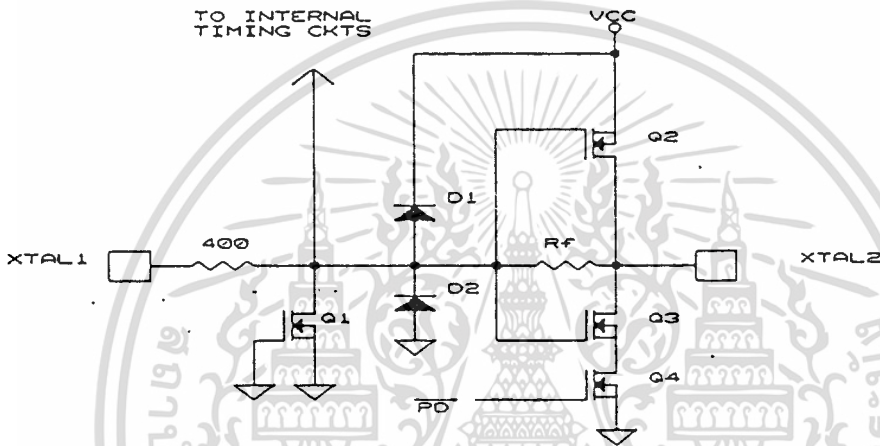 TO INTERNAL
TIMING CKTS
VCC
Q2
D1
XTAL1
400
Rf
XTAL2
D2
Q1
Q3
Q4
PD